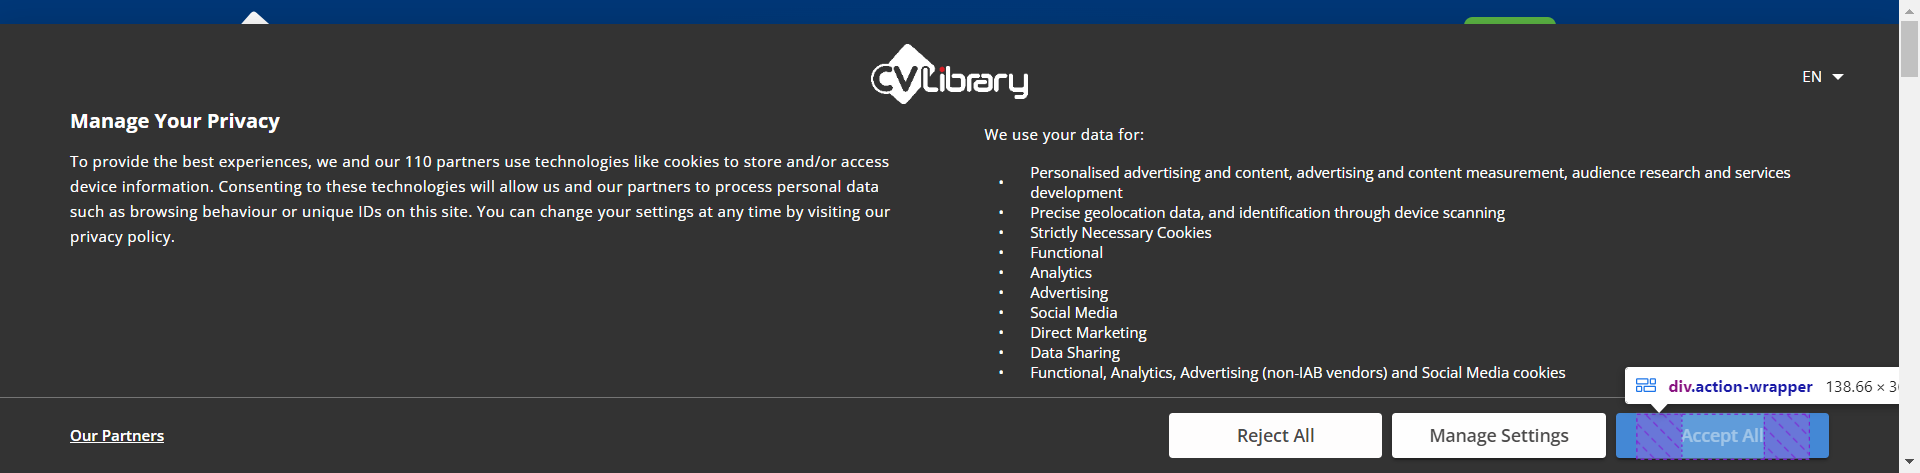 CVLibrary
EN
Manage Your Privacy
To provide the best experiences, we and our 110 partners use technologies like cookies to store and/or access
device information. Consenting to these technologies will allow us and our partners to process personal data
such as browsing behaviour or unique IDs on this site. You can change your settings at any time by visiting our
privacy policy.
We use your data for:
• Personalised advertising and content, advertising and content measurement, audience research and services
development
• Precise geolocation data, and identification through device scanning
• Strictly Necessary Cookies
• Functional
• Analytics
• Advertising
• Social Media
• Direct Marketing
• Data Sharing
• Functional, Analytics, Advertising (non-IAB vendors) and Social Media cookies
div.action-wrapper 138.66 ×
Our Partners
Reject All
Manage Settings
Accept All